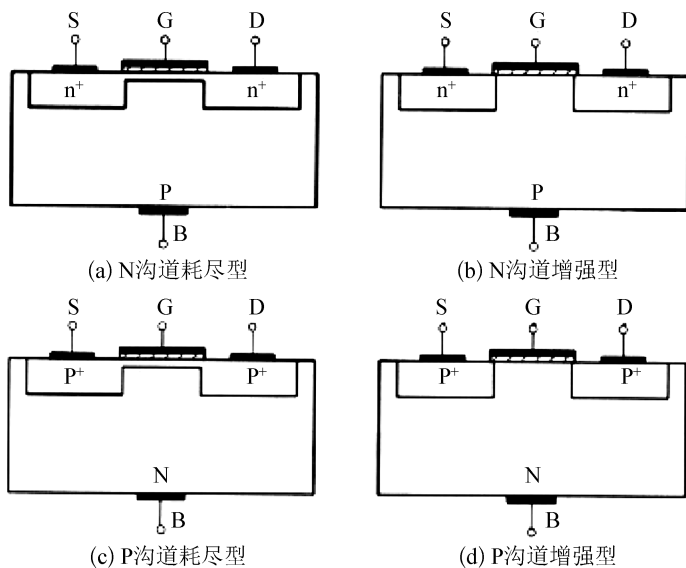 S G D
n⁺ n⁺
P
B
(a) N沟道耗尽型
S G D
n⁺ n⁺
P
B
(b) N沟道增强型
S G D
P⁺ P⁺
N
B
(c) P沟道耗尽型
S G D
P⁺ P⁺
N
B
(d) P沟道增强型